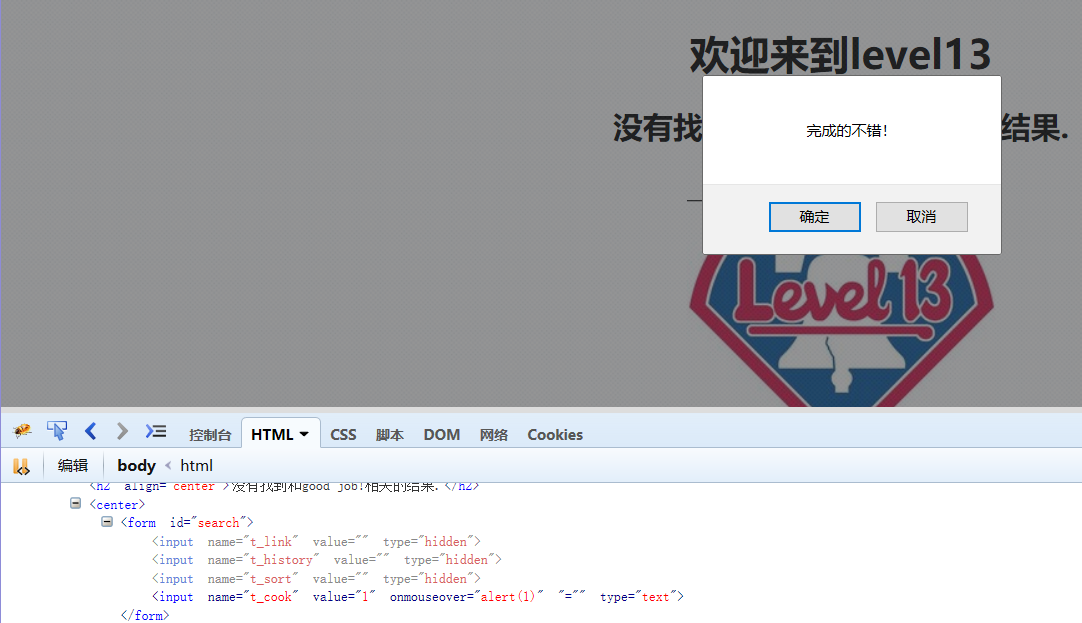 欢迎来到level13
没有找
结果.
完成的不错！
确定
取消
Level 13
控制台 HTML CSS 脚本 DOM 网络 Cookies
编辑 body html
<h2 align="center">没有找到和good job!相关的结果.</h2>
<center>
<form id="search">
<input name="t_link" value="" type="hidden">
<input name="t_history" value="" type="hidden">
<input name="t_sort" value="" type="hidden">
<input name="t_cook" value="1" onmouseover="alert(1)" "="" type="text">
</form>